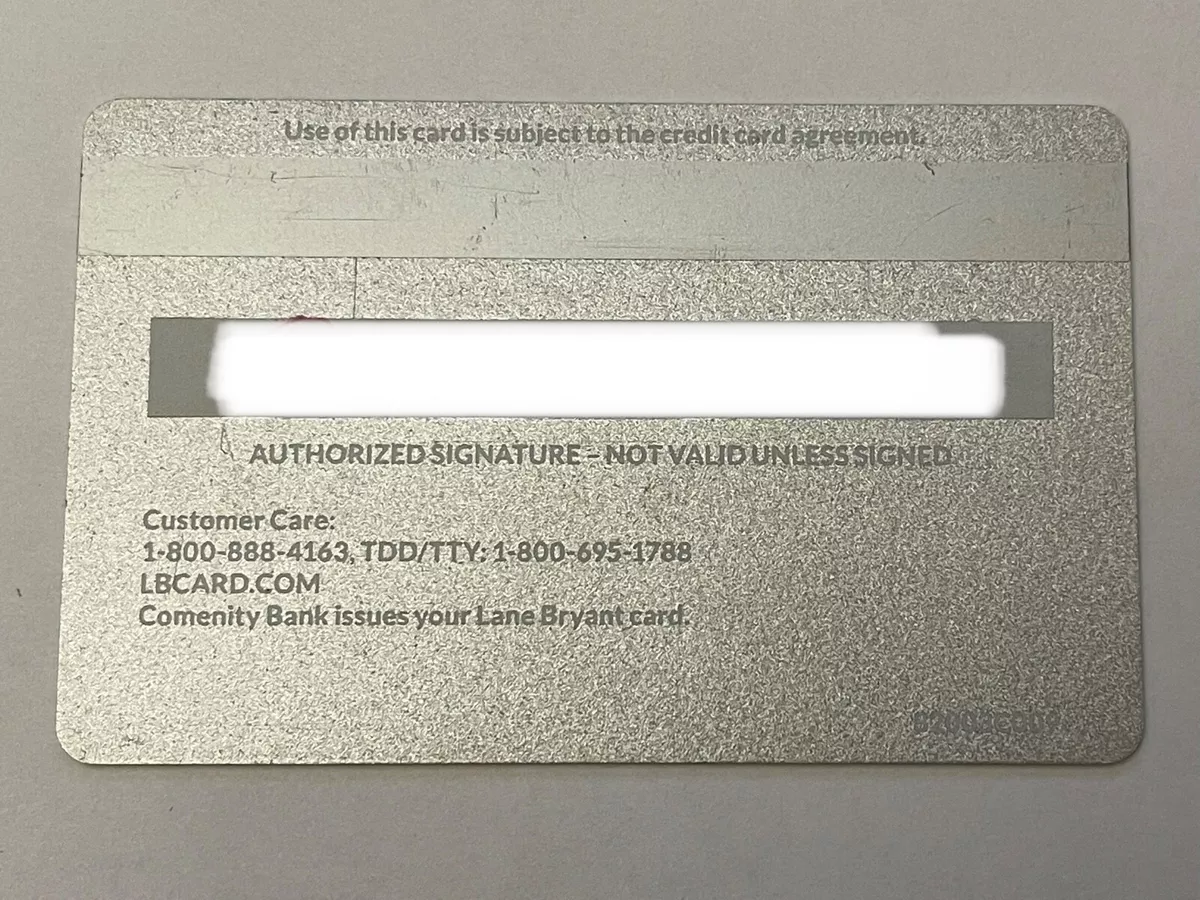 Use of this card is subject to the credit card agreement.
AUTHORIZED SIGNATURE – NOT VALID UNLESS SIGNED
Customer Care:
1-800-888-4163, TDD/TTY: 1-800-695-1788
LBCARD.COM
Comenity Bank issues your Lane Bryant card.